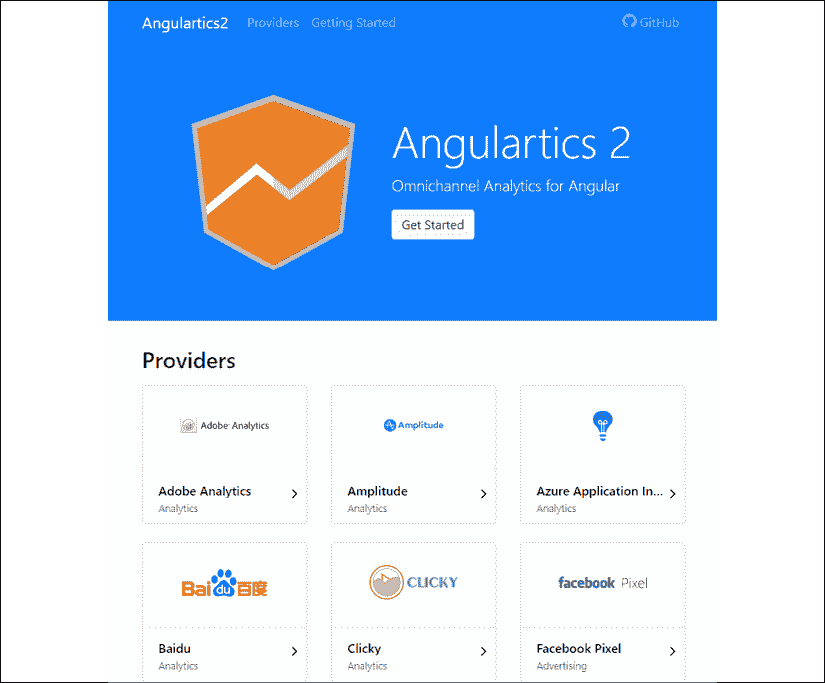 Angulartics2 Providers Getting Started GitHub
Angulartics 2
Omnichannel Analytics for Angular
Get Started
Providers
Adobe Analytics
Amplitude
Adobe Analytics
Analytics
Amplitude
Analytics
Azure Application In...
Analytics
Bai du 百度
CLICKY
facebook Pixel
Baidu
Analytics
Clicky
Analytics
Facebook Pixel
Advertising